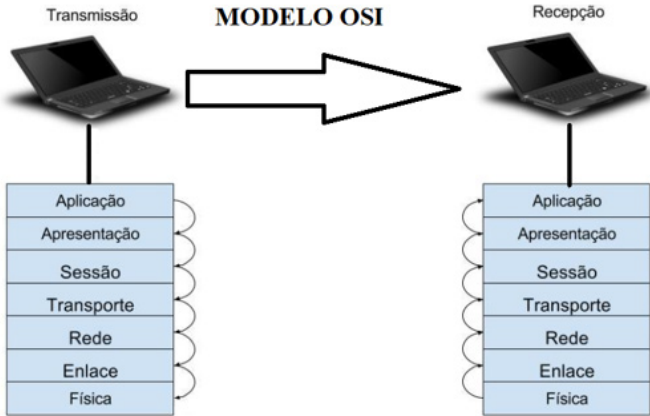 Transmissão
MODELO OSI
Recepção
Aplicação
Apresentação
Sessão
Transporte
Rede
Enlace
Física
Aplicação
Apresentação
Sessão
Transporte
Rede
Enlace
Física